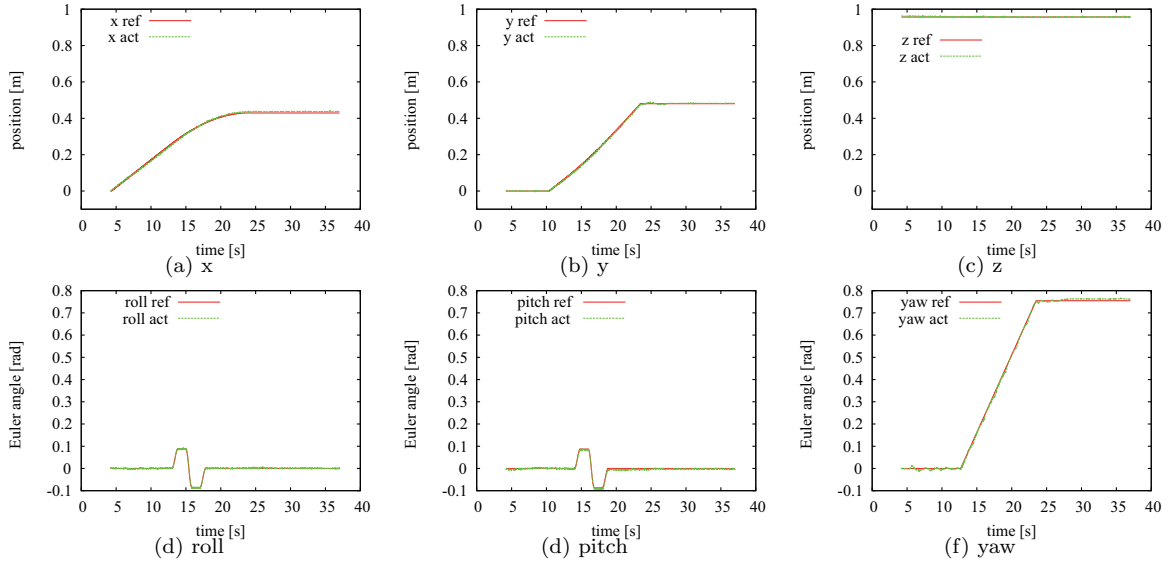 x ref
x act
position [m]
1
0.8
0.6
0.4
0.2
0
0 5 10 15 20 25 30 35 40
time [s]
(a) x
y ref
y act
position [m]
1
0.8
0.6
0.4
0.2
0
0 5 10 15 20 25 30 35 40
time [s]
(b) y
z ref
z act
position [m]
1
0.8
0.6
0.4
0.2
0
0 5 10 15 20 25 30 35 40
time [s]
(c) z
roll ref
roll act
Euler angle [rad]
0.8
0.7
0.6
0.5
0.4
0.3
0.2
0.1
0
-0.1
0 5 10 15 20 25 30 35 40
time [s]
(d) roll
pitch ref
pitch act
Euler angle [rad]
0.8
0.7
0.6
0.5
0.4
0.3
0.2
0.1
0
-0.1
0 5 10 15 20 25 30 35 40
time [s]
(d) pitch
yaw ref
yaw act
Euler angle [rad]
0.8
0.7
0.6
0.5
0.4
0.3
0.2
0.1
0
-0.1
0 5 10 15 20 25 30 35 40
time [s]
(f) yaw